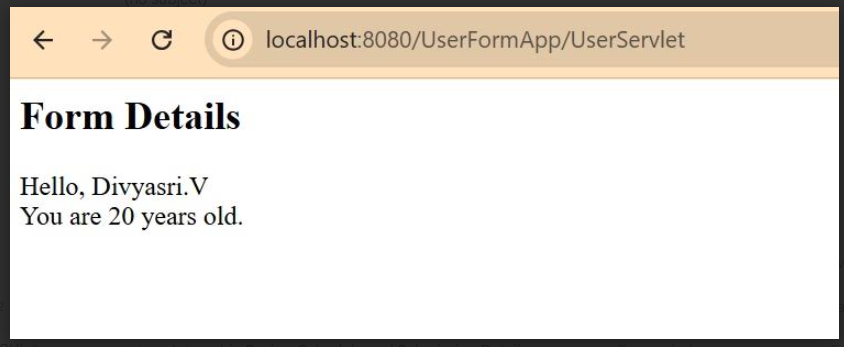 localhost:8080/UserFormApp/UserServlet
Form Details
Hello, Divyasri.V
You are 20 years old.